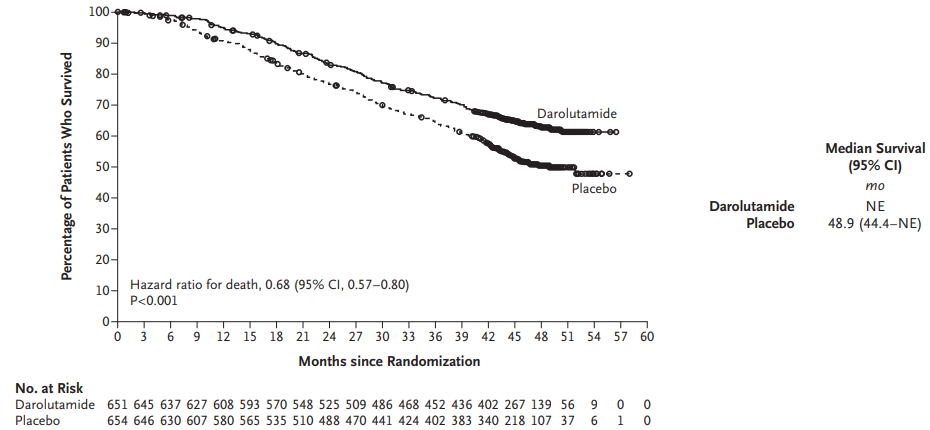 Percentage of Patients Who Survived
100
90
80
70
60
50
40
30
20
10
0
Darolutamide
Placebo
Hazard ratio for death, 0.68 (95% CI, 0.57–0.80)
P<0.001
0 3 6 9 12 15 18 21 24 27 30 33 36 39 42 45 48 51 54 57 60
Months since Randomization
Median Survival
(95% CI)
mo
Darolutamide NE
Placebo 48.9 (44.4–NE)
No. at Risk
Darolutamide 651 645 637 627 608 593 570 548 525 509 486 468 452 436 402 267 139 56 9 0 0
Placebo 654 646 630 607 580 565 535 510 488 470 441 424 402 383 340 218 107 37 6 1 0